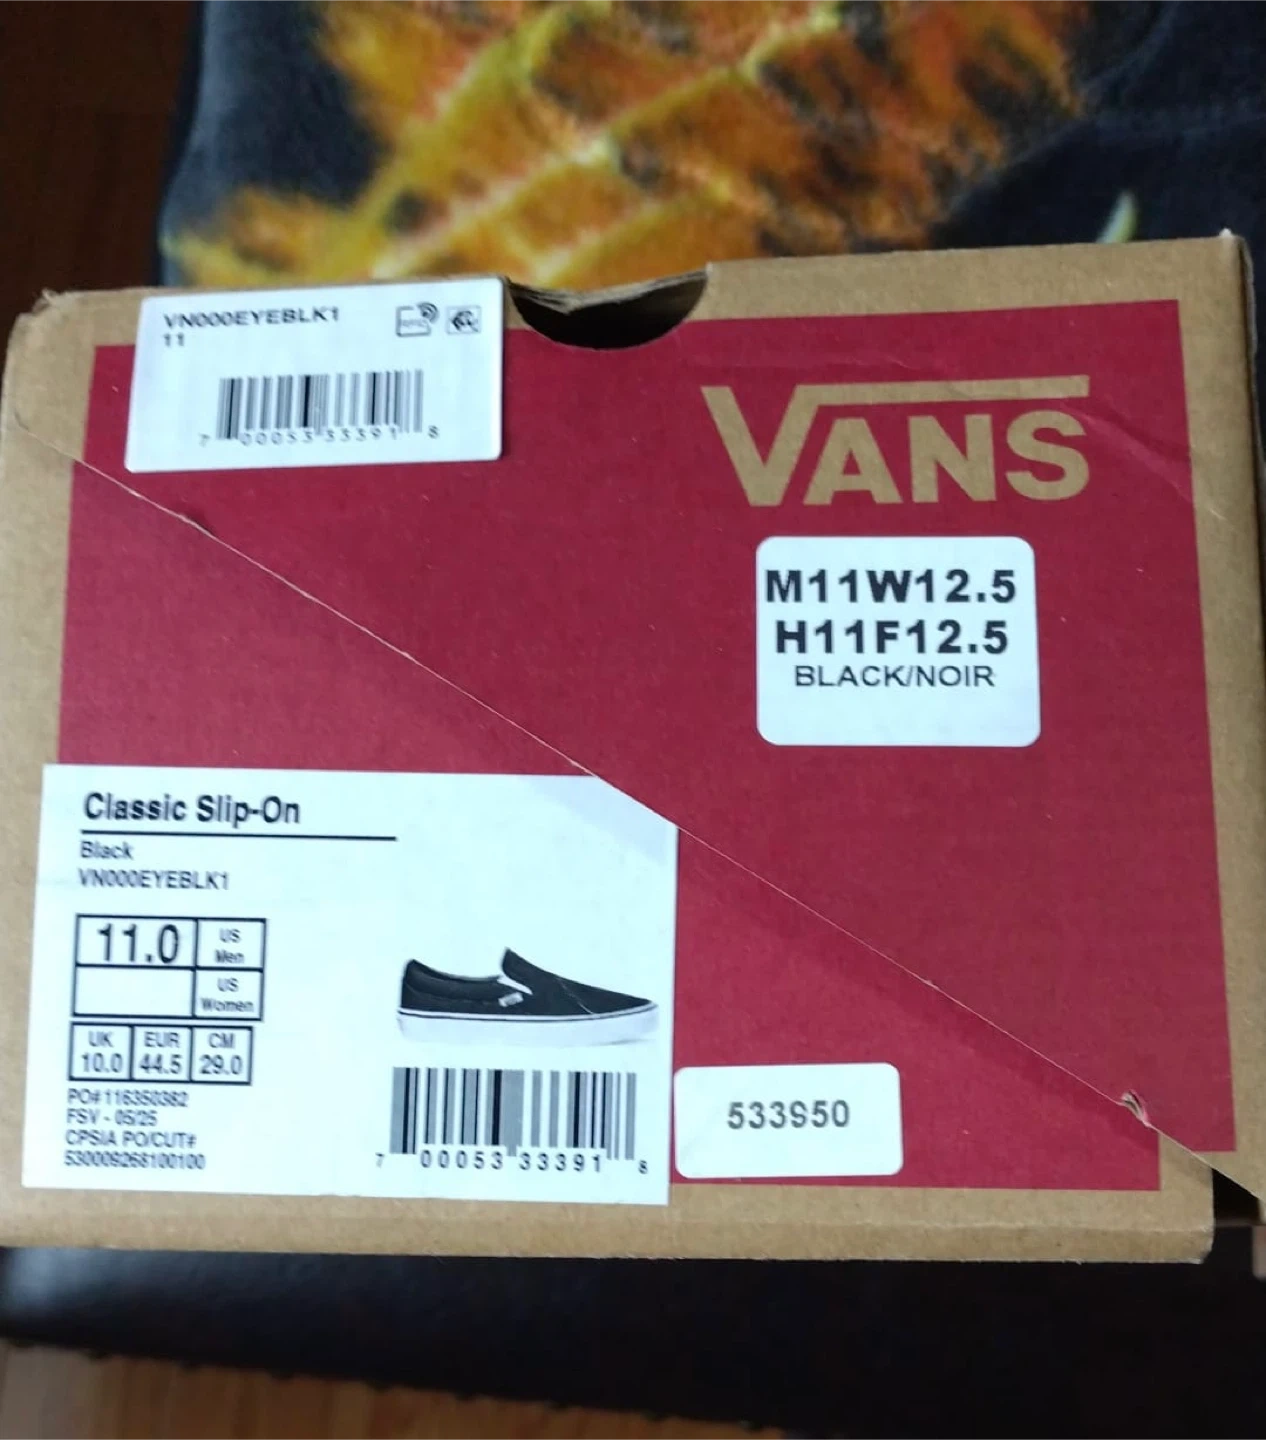 VN000EYEBLK1
11
7 00053 33391 8
VANS
M11W12.5
H11F12.5
BLACK/NOIR
Classic Slip-On
Black
VN000EYEBLK1
11.0 US Men
US Women
UK EUR CM
10.0 44.5 29.0
PO# 116350382
FSV - 05/25
CPSIA PO/CUT#
530009268100100
7 00053 33391 8
533950